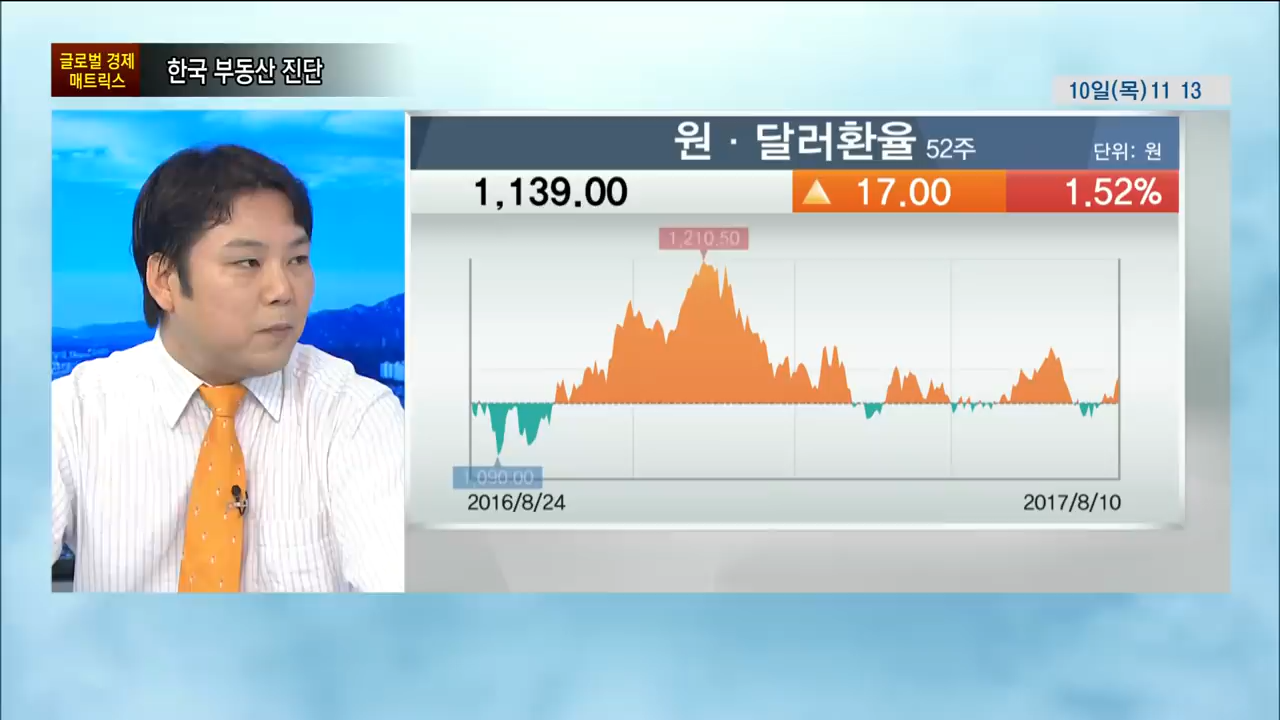 글로벌 경제
매트릭스
한국 부동산 진단
10일(목) 11 13
원 · 달러환율 52주
단위: 원
1,139.00
▲ 17.00
1.52%
1,210.50
1,090.00
2016/8/24
2017/8/10